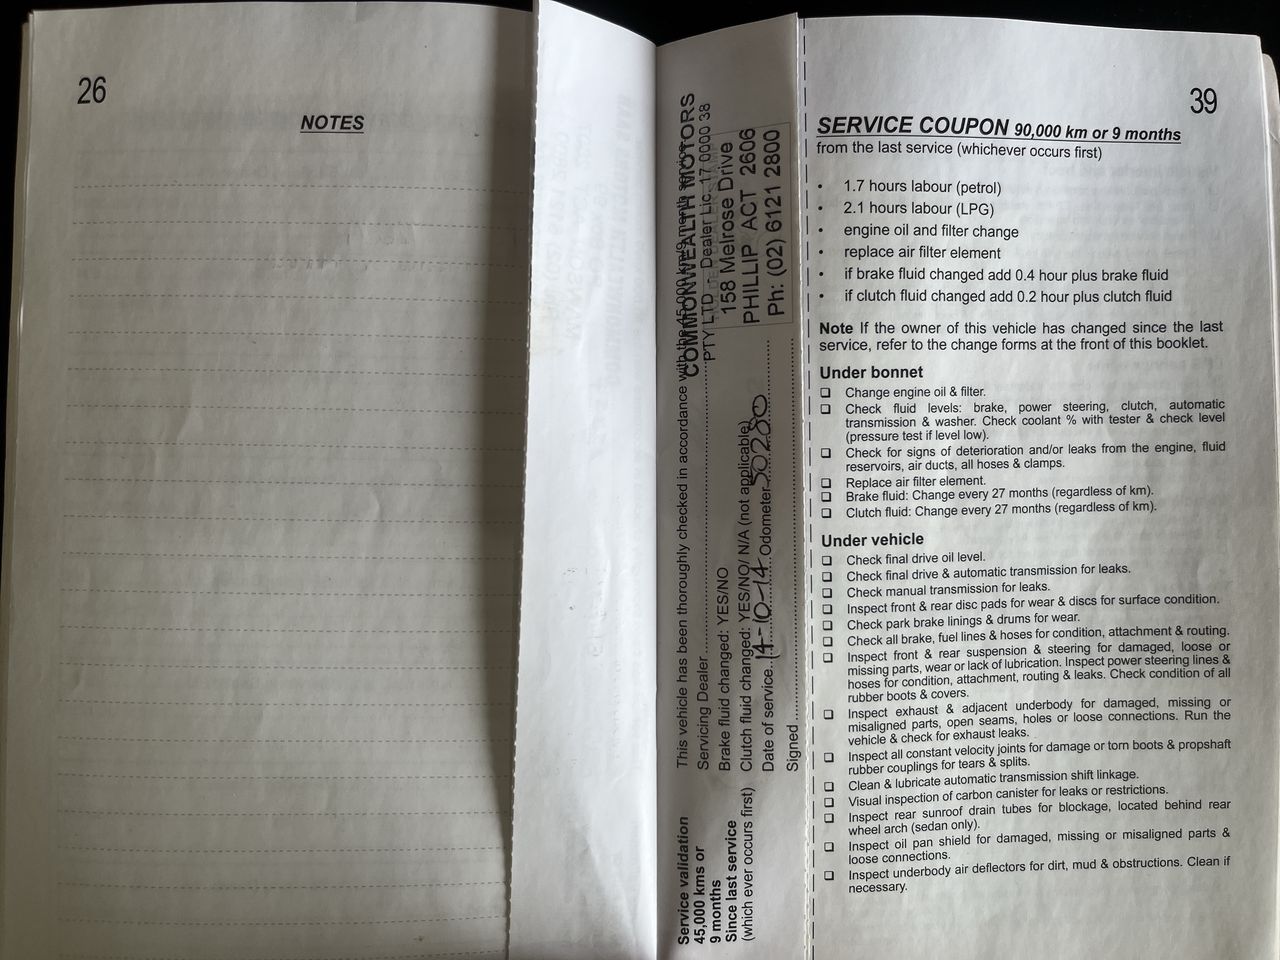 26
NOTES
Service validation
45,000 kms or
9 months
Since last service
(which ever occurs first)
This vehicle has been thoroughly checked in accordance with the 45,000 km/9 month service
Servicing Dealer
Brake fluid changed: YES/NO
Clutch fluid changed: YES/NO/ N/A (not applicable)
Date of service 14-10-14 Odometer 50280
Signed
COMMONWEALTH MOTORS
PTY LTD - Dealer Lic. 17 0000 38
158 Melrose Drive
PHILLIP ACT 2606
Ph: (02) 6121 2800
39
SERVICE COUPON 90,000 km or 9 months
from the last service (whichever occurs first)
• 1.7 hours labour (petrol)
• 2.1 hours labour (LPG)
• engine oil and filter change
• replace air filter element
• if brake fluid changed add 0.4 hour plus brake fluid
• if clutch fluid changed add 0.2 hour plus clutch fluid
Note If the owner of this vehicle has changed since the last
service, refer to the change forms at the front of this booklet.
Under bonnet
❑ Change engine oil & filter.
❑ Check fluid levels: brake, power steering, clutch, automatic
transmission & washer. Check coolant % with tester & check level
(pressure test if level low).
❑ Check for signs of deterioration and/or leaks from the engine, fluid
reservoirs, air ducts, all hoses & clamps.
❑ Replace air filter element.
❑ Brake fluid: Change every 27 months (regardless of km).
❑ Clutch fluid: Change every 27 months (regardless of km).
Under vehicle
❑ Check final drive oil level.
❑ Check final drive & automatic transmission for leaks.
❑ Check manual transmission for leaks.
❑ Inspect front & rear disc pads for wear & discs for surface condition.
❑ Check park brake linings & drums for wear.
❑ Check all brake, fuel lines & hoses for condition, attachment & routing.
❑ Inspect front & rear suspension & steering for damaged, loose or
missing parts, wear or lack of lubrication. Inspect power steering lines &
hoses for condition, attachment, routing & leaks. Check condition of all
rubber boots & covers.
❑ Inspect exhaust & adjacent underbody for damaged, missing or
misaligned parts, open seams, holes or loose connections. Run the
vehicle & check for exhaust leaks.
❑ Inspect all constant velocity joints for damage or torn boots & propshaft
rubber couplings for tears & splits.
❑ Clean & lubricate automatic transmission shift linkage.
❑ Visual inspection of carbon canister for leaks or restrictions.
❑ Inspect rear sunroof drain tubes for blockage, located behind rear
wheel arch (sedan only).
❑ Inspect oil pan shield for damaged, missing or misaligned parts &
loose connections.
❑ Inspect underbody air deflectors for dirt, mud & obstructions. Clean if
necessary.